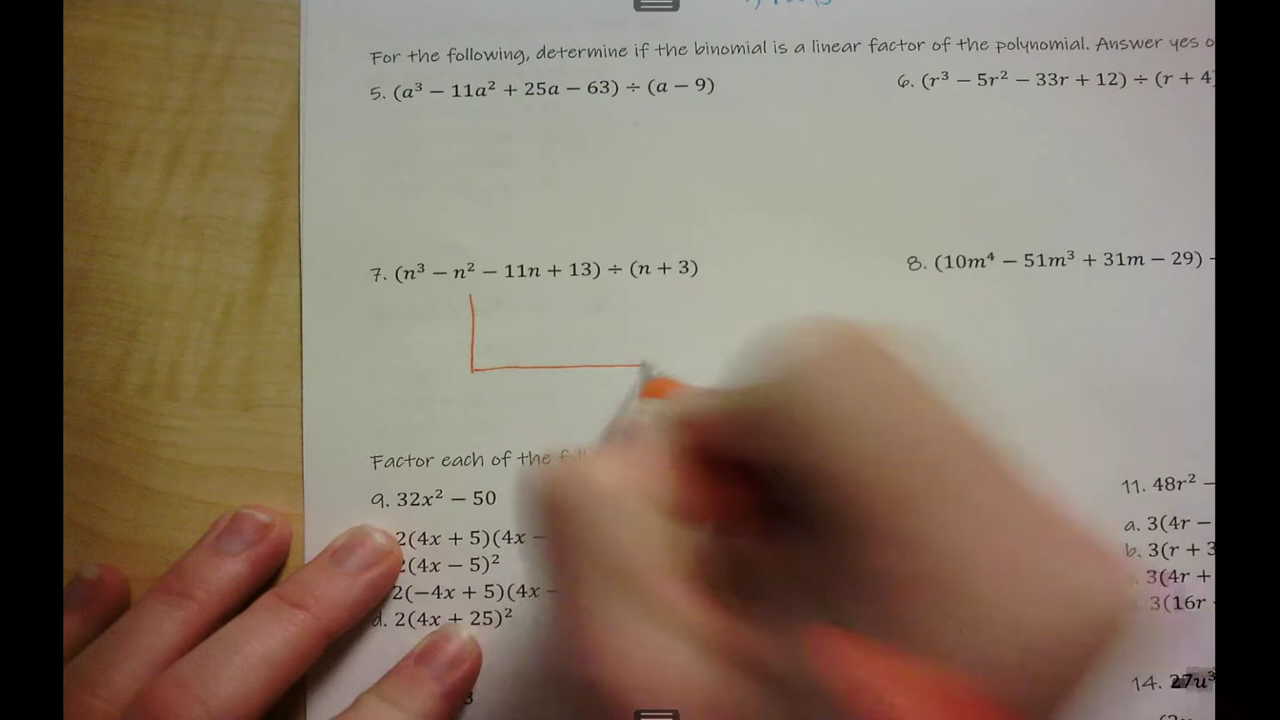 For the following, determine if the binomial is a linear factor of the polynomial. Answer yes
5. (a³ − 11a² + 25a − 63) ÷ (a − 9)
6. (r³ − 5r² − 33r + 12) ÷ (r + 4
7. (n³ − n² − 11n + 13) ÷ (n + 3)
8. (10m⁴ − 51m³ + 31m − 29)
Factor each of the
9. 32x² − 50
2(4x + 5)(4x −
2(4x − 5)²
2(−4x + 5)(4x
d. 2(4x + 25)²
11. 48r² −
a. 3(4r −
b. 3(r + 3
3(4r +
3(16r
14. 27u³